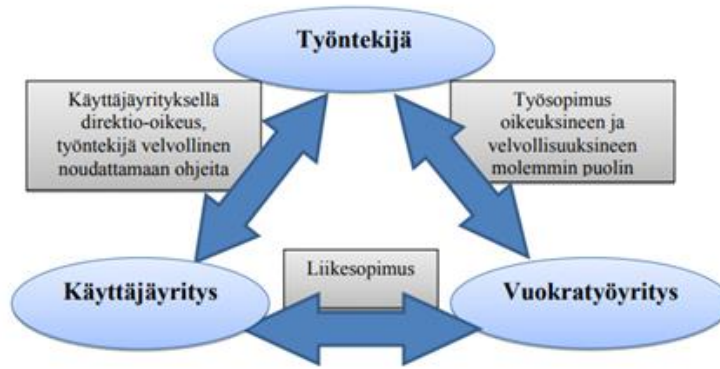 Työntekijä
Käyttäjäyrityksellä
direktio-oikeus,
työntekijä velvollinen
noudattamaan ohjeita
Työsopimus
oikeuksineen ja
velvollisuuksineen
molemmin puolin
Liikesopimus
Käyttäjäyritys
Vuokratyöyritys